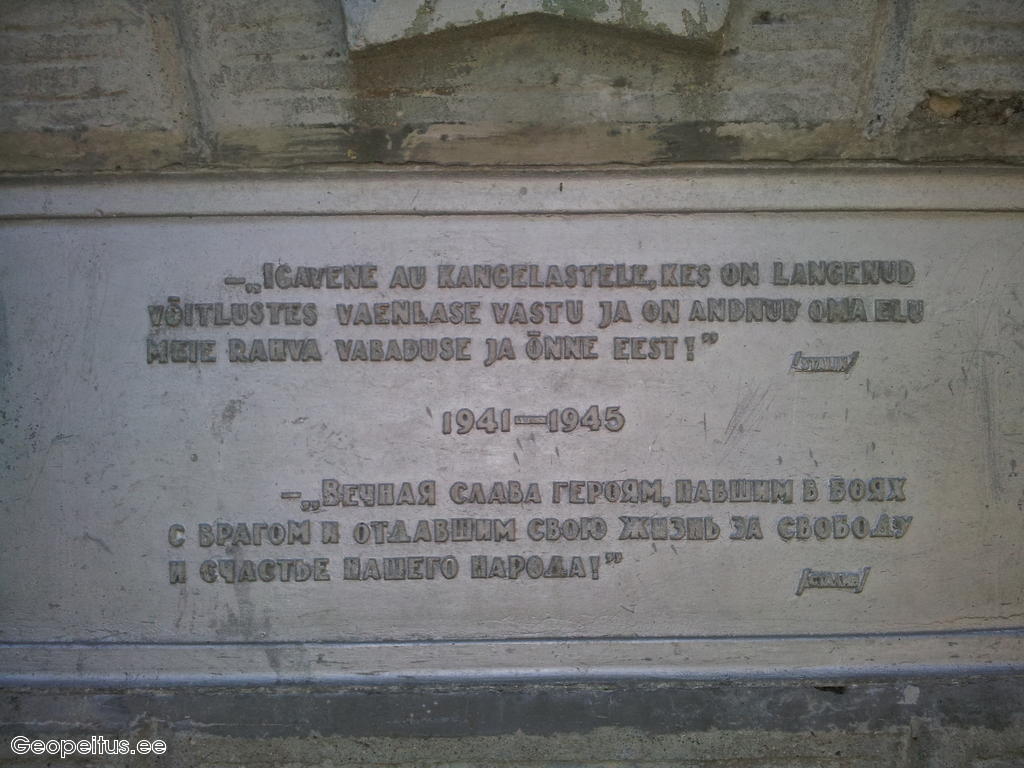 –„IGAVENE AU KANGELASTELE, KES ON LANGENUD
VÕITLUSTES VAENLASE VASTU JA ON ANDNUD OMA ELU
MEIE RAHVA VABADUSE JA ÕNNE EEST!”
/STALIN/
1941—1945
–„ВЕЧНАЯ СЛАВА ГЕРОЯМ, ПАВШИМ В БОЯХ
С ВРАГОМ И ОТДАВШИМ СВОЮ ЖИЗНЬ ЗА СВОБОДУ
И СЧАСТЬЕ НАШЕГО НАРОДА!”
/СТАЛИН/
Geopeitus.ee